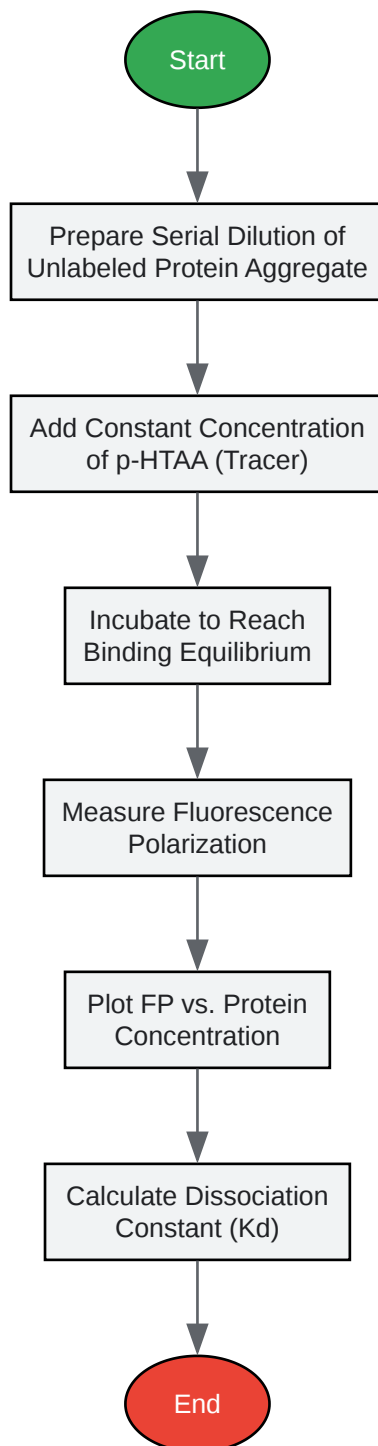 Start
Prepare Serial Dilution of
Unlabeled Protein Aggregate
Add Constant Concentration
of p-HTAA (Tracer)
Incubate to Reach
Binding Equilibrium
Measure Fluorescence
Polarization
Plot FP vs. Protein
Concentration
Calculate Dissociation
Constant (Kd)
End